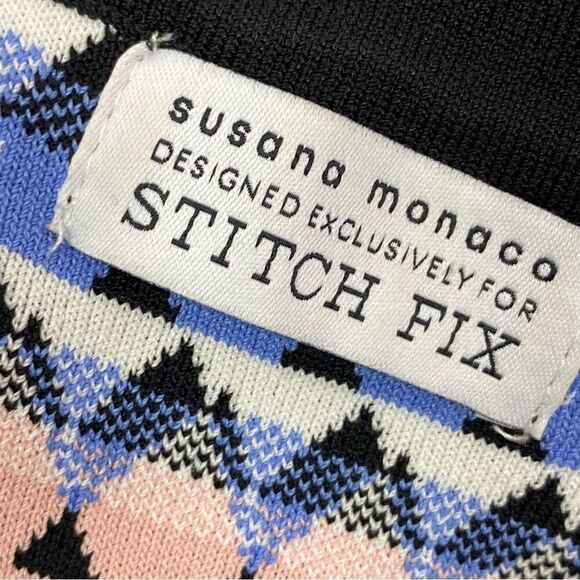 susana monaco
DESIGNED EXCLUSIVELY FOR
STITCH FIX